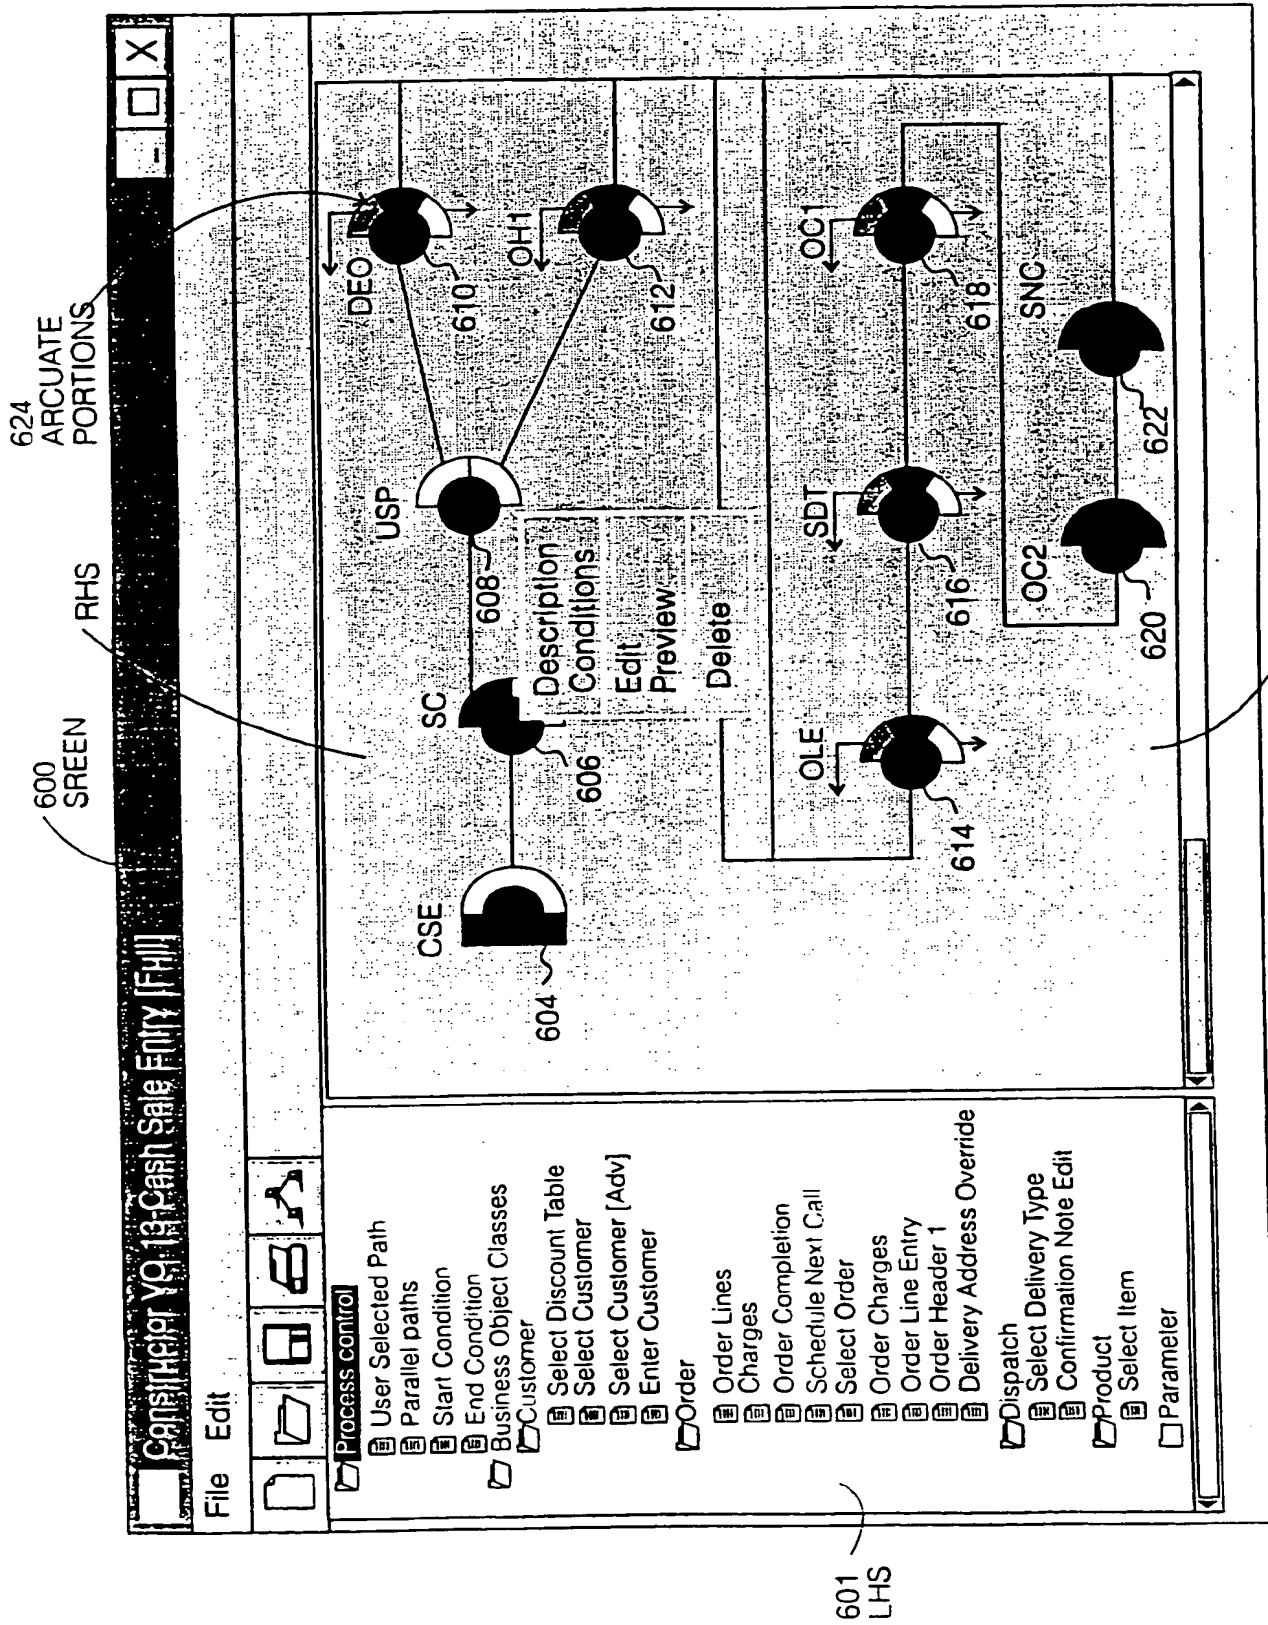 600
SREEN
RHS
624
ARCUATE
PORTIONS
Cash Sale Entry
File Edit
Process control
User Selected Path
Parallel paths
Start Condition
End Condition
Business Object Classes
Customer
Select Discount Table
Select Customer
Select Customer [Adv]
Enter Customer
Order
Order Lines
Charges
Order Completion
Schedule Next Call
Select Order
Order Charges
Order Line Entry
Order Header 1
Delivery Address Override
Dispatch
Select Delivery Type
Confirmation Note Edit
Product
Select Item
Parameter
601
LHS
CSE
604
SC
606
USP
608
DEO
610
OH1
612
Description
Conditions
Edit
Preview
Delete
OLE
614
SDT
616
OC1
618
OC2
620
SNC
622